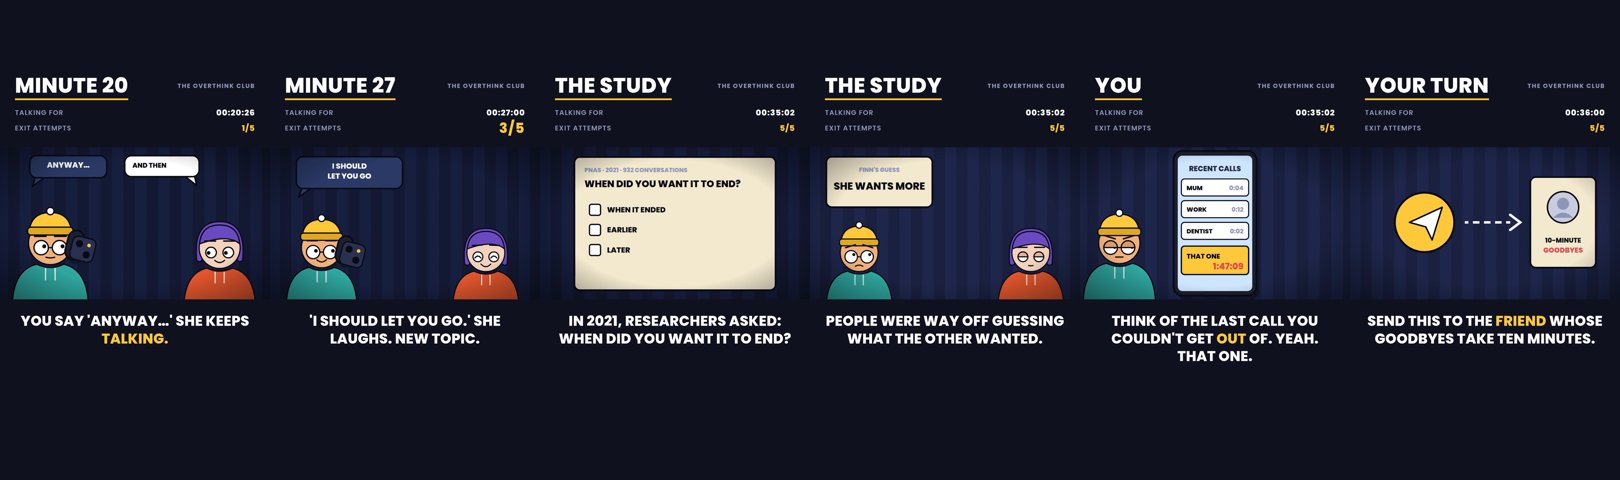 MINUTE 20
THE OVERTHINK CLUB
TALKING FOR
00:20:26
EXIT ATTEMPTS
1/5
ANYWAY...
AND THEN
YOU SAY 'ANYWAY...' SHE KEEPS
TALKING.
MINUTE 27
THE OVERTHINK CLUB
TALKING FOR
00:27:00
EXIT ATTEMPTS
3/5
I SHOULD
LET YOU GO
'I SHOULD LET YOU GO.' SHE
LAUGHS. NEW TOPIC.
THE STUDY
THE OVERTHINK CLUB
TALKING FOR
00:35:02
EXIT ATTEMPTS
5/5
PNAS · 2021 · 932 CONVERSATIONS
WHEN DID YOU WANT IT TO END?
WHEN IT ENDED
EARLIER
LATER
IN 2021, RESEARCHERS ASKED:
WHEN DID YOU WANT IT TO END?
THE STUDY
THE OVERTHINK CLUB
TALKING FOR
00:35:02
EXIT ATTEMPTS
5/5
FINN'S GUESS
SHE WANTS MORE
PEOPLE WERE WAY OFF GUESSING
WHAT THE OTHER WANTED.
YOU
THE OVERTHINK CLUB
TALKING FOR
00:35:02
EXIT ATTEMPTS
5/5
RECENT CALLS
MUM 0:04
WORK 0:12
DENTIST 0:02
THAT ONE
1:47:09
THINK OF THE LAST CALL YOU
COULDN'T GET OUT OF. YEAH.
THAT ONE.
YOUR TURN
THE OVERTHINK CLUB
TALKING FOR
00:36:00
EXIT ATTEMPTS
5/5
10-MINUTE
GOODBYES
SEND THIS TO THE FRIEND WHOSE
GOODBYES TAKE TEN MINUTES.